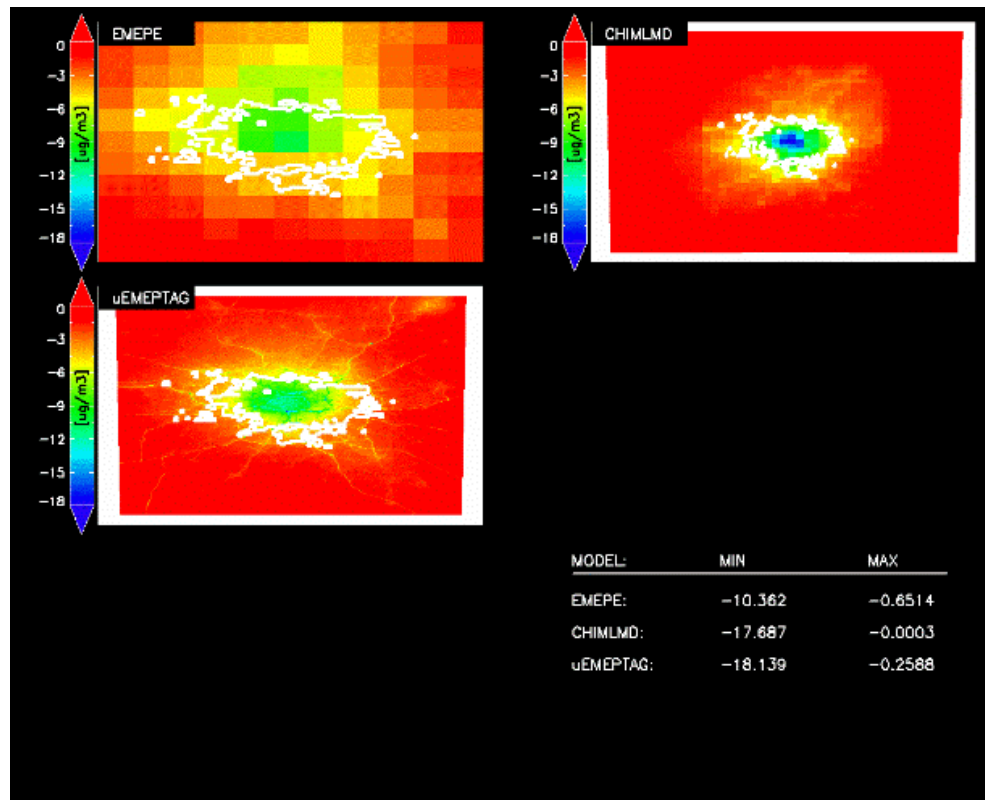 EMEPE
0
-3
-6
-9
-12
-15
-18
[ug/m3]
CHIMLMD
0
-3
-6
-9
-12
-15
-18
[ug/m3]
uEMEPTAG
0
-3
-6
-9
-12
-15
-18
[ug/m3]
MODEL: MIN MAX
EMEPE: -10.362 -0.6514
CHIMLMD: -17.687 -0.0003
uEMEPTAG: -18.139 -0.2588